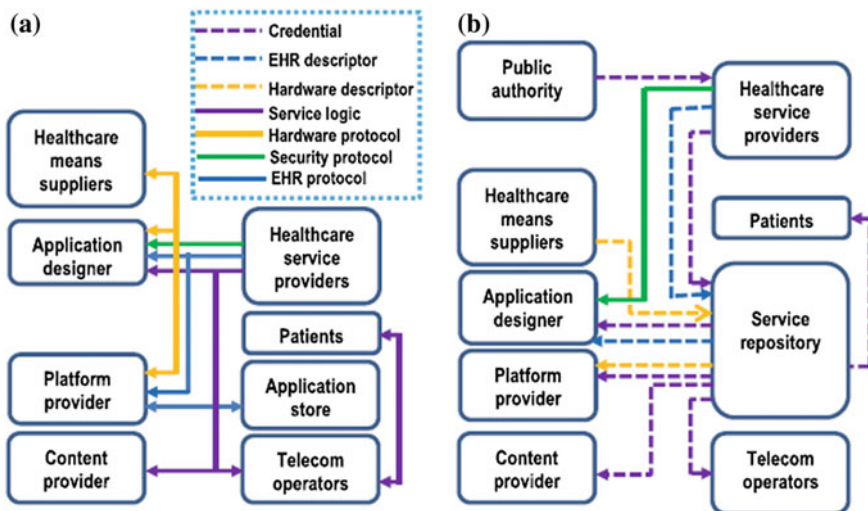 (a)
Credential
EHR descriptor
Hardware descriptor
Service logic
Hardware protocol
Security protocol
EHR protocol
Healthcare
means
suppliers
Application
designer
Healthcare
service
providers
Patients
Platform
provider
Application
store
Content
provider
Telecom
operators
(b)
Public
authority
Healthcare
service
providers
Healthcare
means
suppliers
Patients
Application
designer
Service
repository
Platform
provider
Content
provider
Telecom
operators